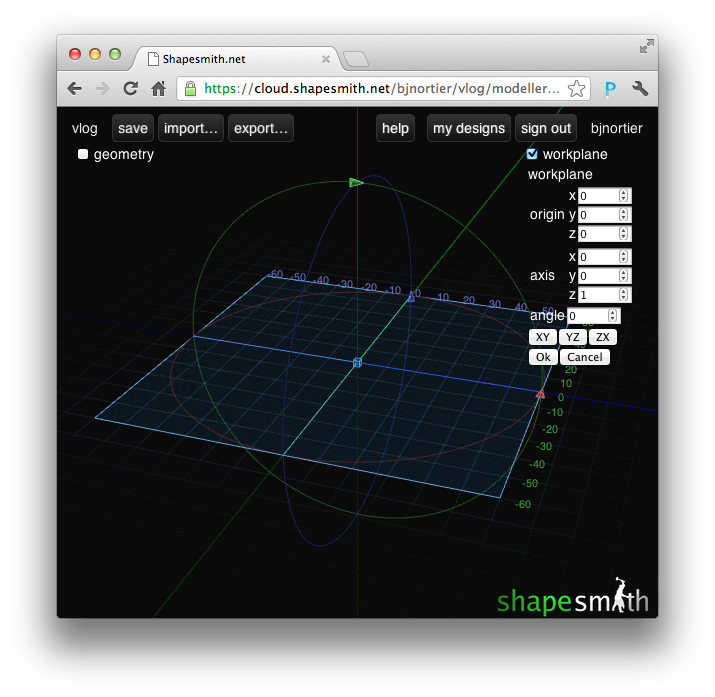 Shapesmith.net
https://cloud.shapesmith.net/bjnortier/vlog/modeller...
vlog save import... export... help my designs sign out bjnortier
geometry
workplane
workplane
x 0
origin y 0
z 0
x 0
axis y 0
z 1
angle 0
XY YZ ZX
Ok Cancel
-60 -50 -40 -30 -20 -10 0 10 20 30 40 50
20
10
0
-10
-20
-30
-40
-50
-60
shapesmith